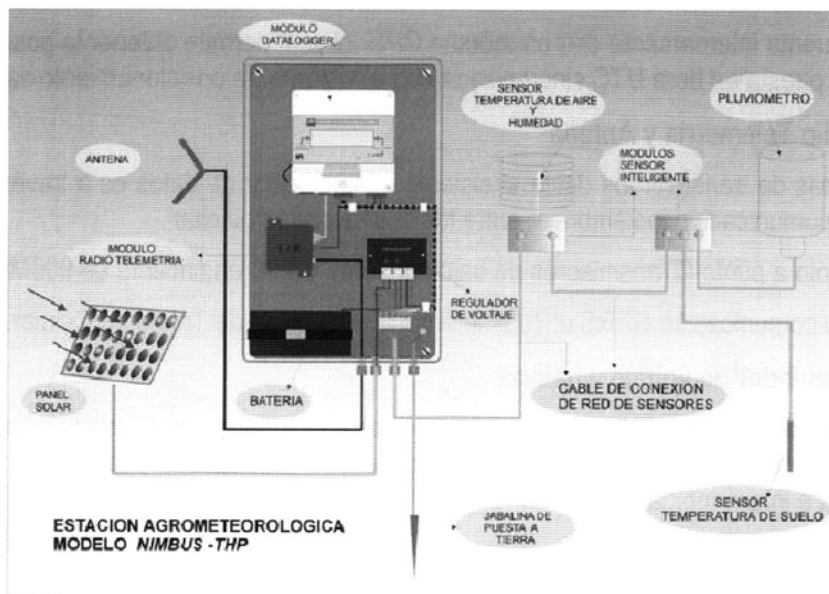 MÓDULO
DATALOGGER
SENSOR
TEMPERATURA DE AIRE
Y
HUMEDAD
PLUVIOMETRO
ANTENA
MODULOS
SENSOR
INTELIGENTE
MODULO
RADIO TELEMETRIA
REGULADOR
DE VOLTAJE
PANEL
SOLAR
BATERIA
CABLE DE CONEXION
DE RED DE SENSORES
SENSOR
TEMPERATURA DE SUELO
JABALINA DE
PUESTA A
TIERRA
ESTACION AGROMETEOROLOGICA
MODELO NIMBUS -THP